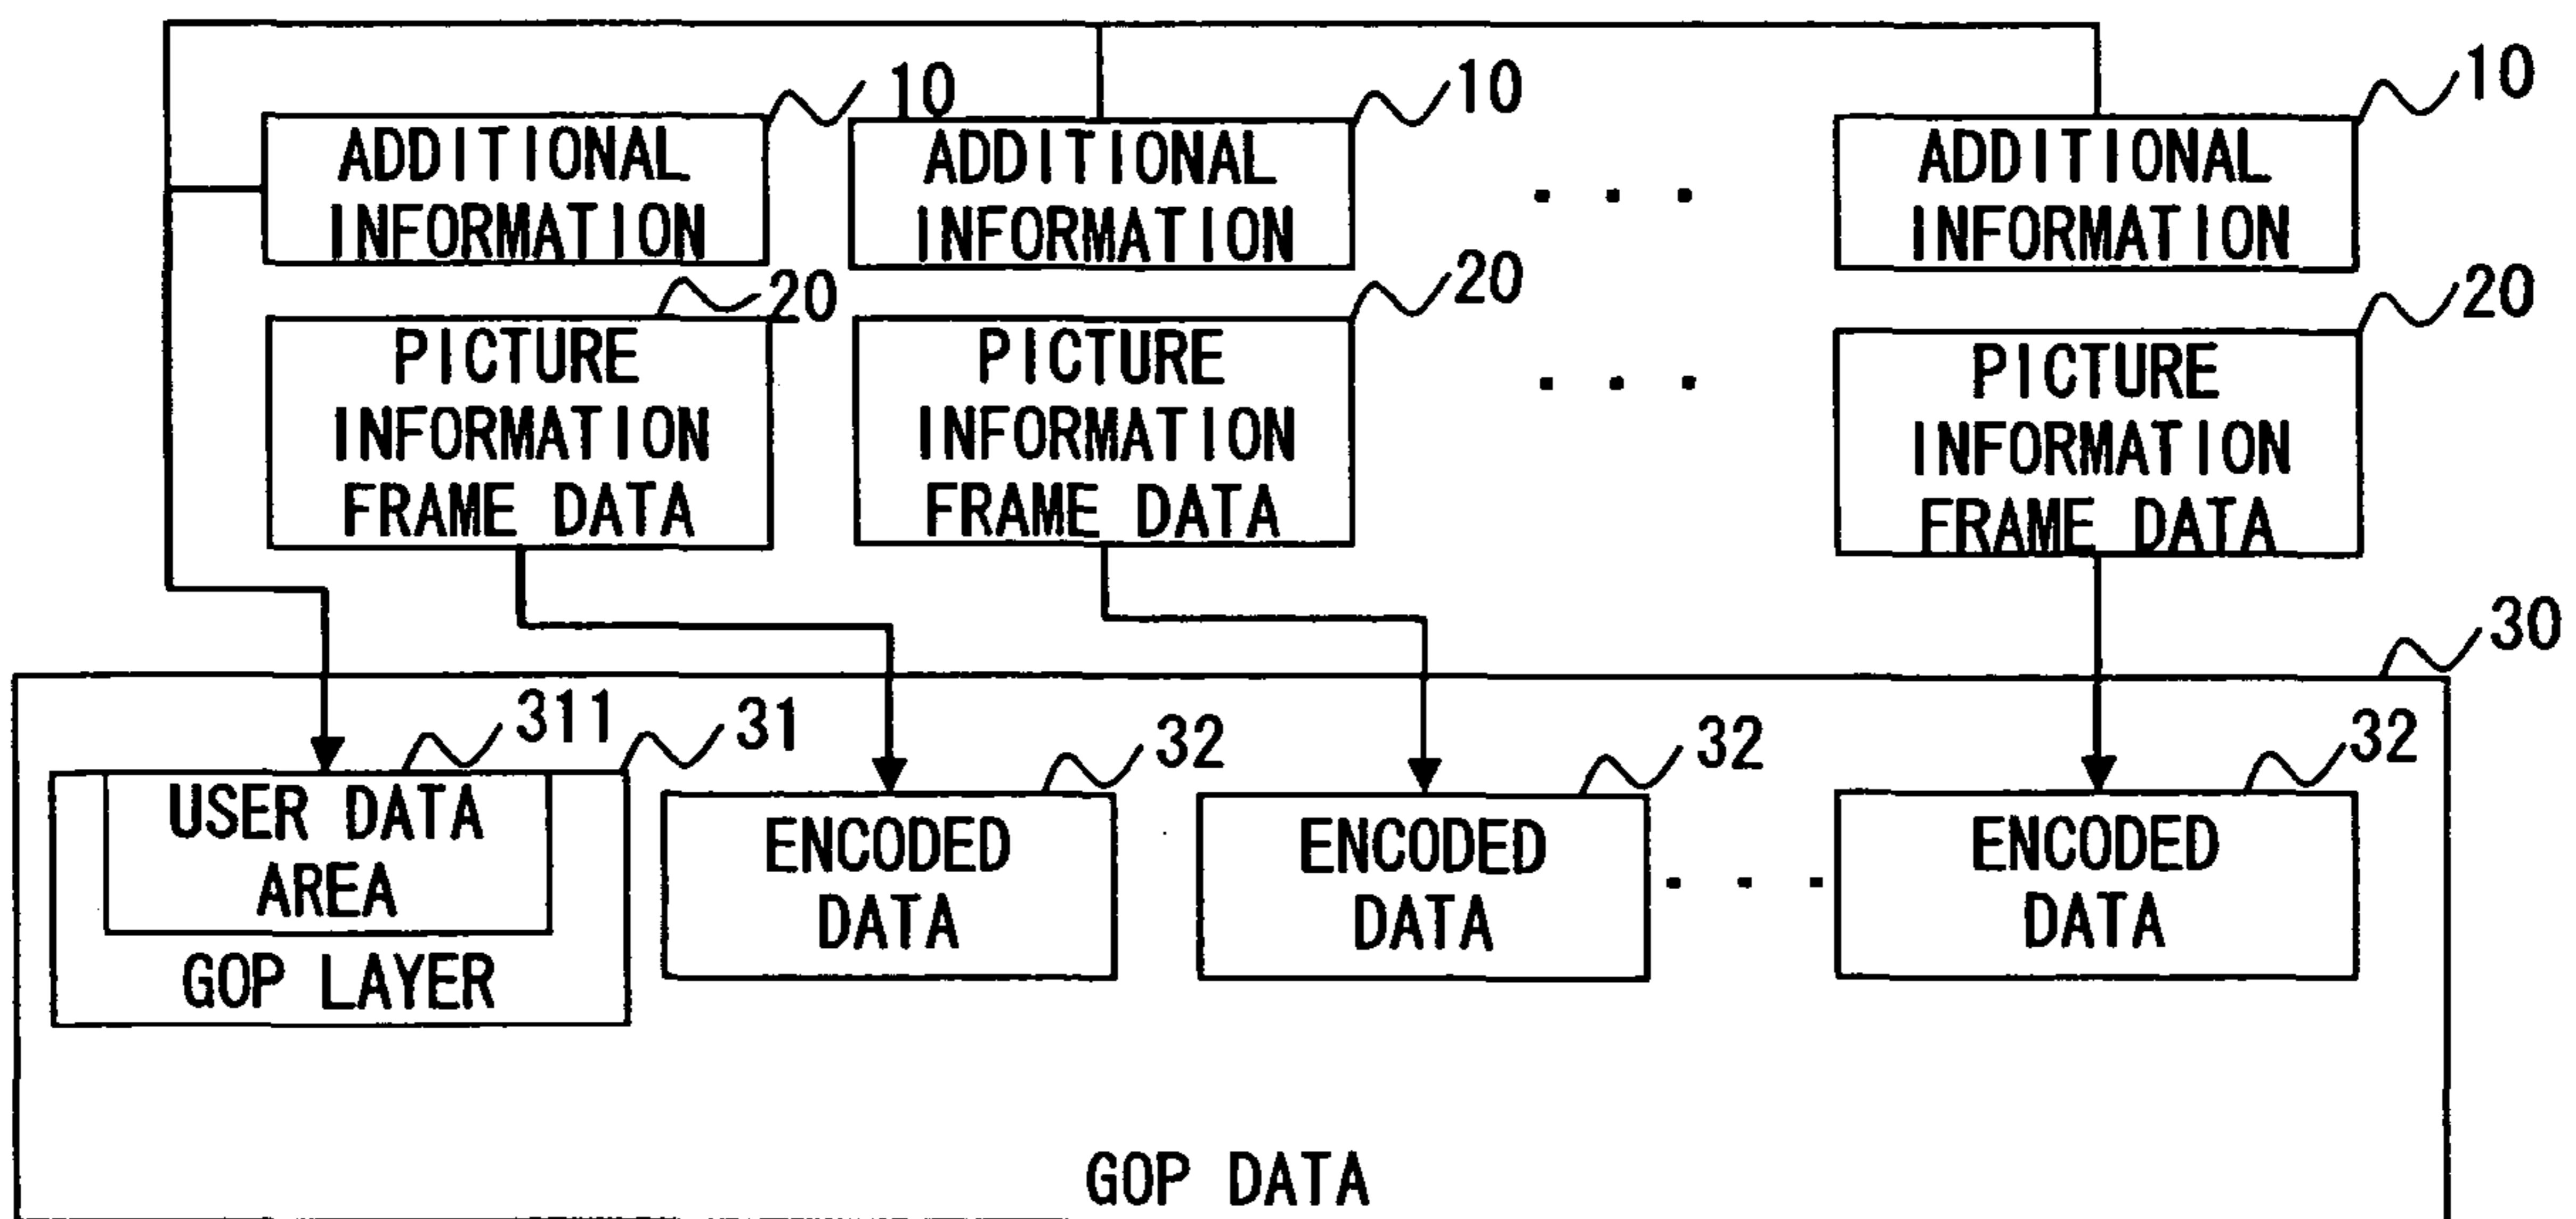 10
10
10
ADDITIONAL
INFORMATION
ADDITIONAL
INFORMATION
. . .
ADDITIONAL
INFORMATION
20
20
20
PICTURE
INFORMATION
FRAME DATA
PICTURE
INFORMATION
FRAME DATA
. . .
PICTURE
INFORMATION
FRAME DATA
30
311
31
32
32
32
USER DATA
AREA
GOP LAYER
ENCODED
DATA
ENCODED
DATA
. . .
ENCODED
DATA
GOP DATA